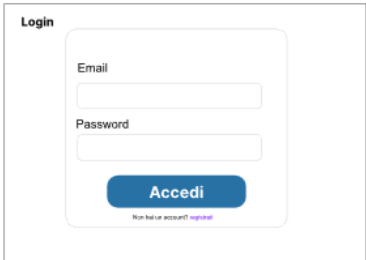 Login
Email
Password
Accedi
Non hai un account? registrati